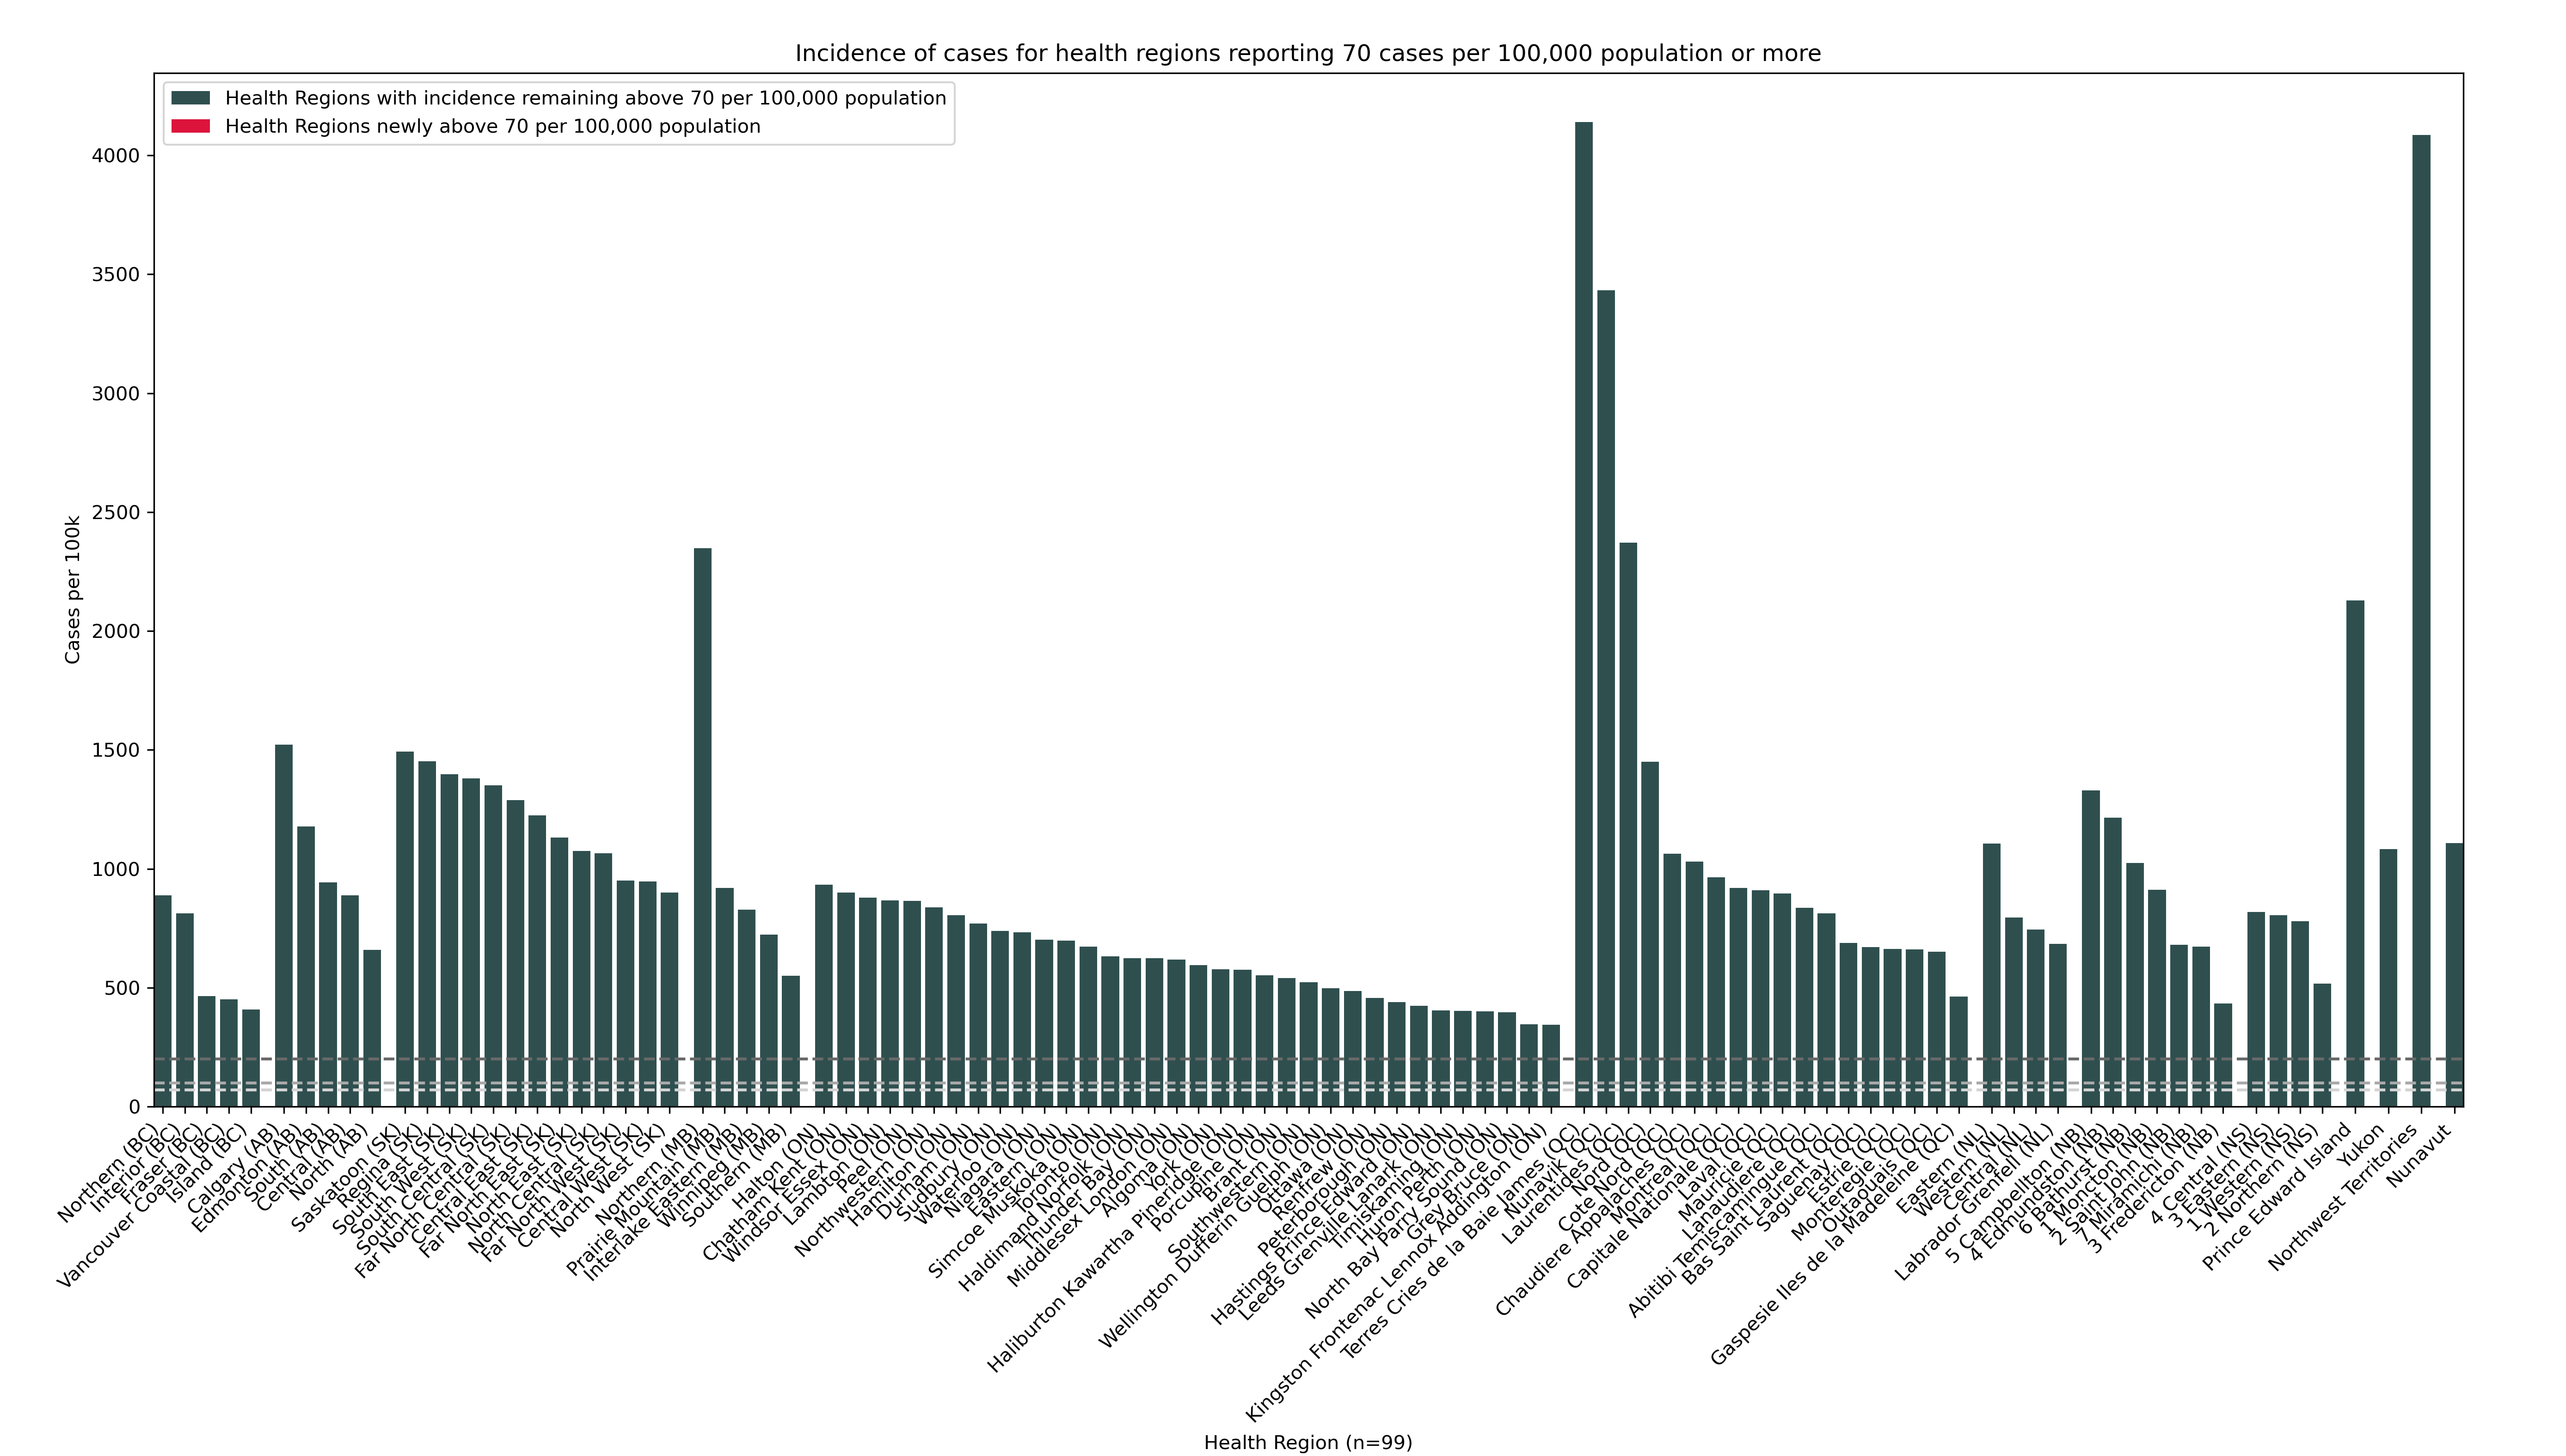 Incidence of cases for health regions reporting 70 cases per 100,000 population or more
Health Regions with incidence remaining above 70 per 100,000 population
Health Regions newly above 70 per 100,000 population
Cases per 100k
4000
3500
3000
2500
2000
1500
1000
500
0
Northern (BC)
Interior (BC)
Fraser (BC)
Vancouver Coastal (BC)
Island (BC)
Calgary (AB)
Edmonton (AB)
South (AB)
Central (AB)
North (AB)
Saskatoon (SK)
Regina (SK)
South East (SK)
South West (SK)
South Central (SK)
Far North Central (SK)
Central East (SK)
Far North East (SK)
North East (SK)
North Central (SK)
Far North West (SK)
Central West (SK)
North West (SK)
Northern (MB)
Prairie Mountain (MB)
Interlake Eastern (MB)
Winnipeg (MB)
Southern (MB)
Halton (ON)
Chatham Kent (ON)
Windsor Essex (ON)
Lambton (ON)
Peel (ON)
Northwestern (ON)
Hamilton (ON)
Durham (ON)
Sudbury (ON)
Waterloo (ON)
Niagara (ON)
Eastern (ON)
Simcoe Muskoka (ON)
Toronto (ON)
Haldimand Norfolk (ON)
Thunder Bay (ON)
Middlesex London (ON)
Algoma (ON)
York (ON)
Haliburton Kawartha Pineridge (ON)
Porcupine (ON)
Brant (ON)
Southwestern (ON)
Wellington Dufferin Guelph (ON)
Ottawa (ON)
Renfrew (ON)
Peterborough (ON)
Hastings Prince Edward (ON)
Leeds Grenville Lanark (ON)
Timiskaming (ON)
Huron Perth (ON)
North Bay Parry Sound (ON)
Grey Bruce (ON)
Kingston Frontenac Lennox Addington (ON)
Terres Cries de la Baie James (QC)
Nunavik (QC)
Laurentides (QC)
Nord (QC)
Cote Nord (QC)
Chaudiere Appalaches (QC)
Montreal (QC)
Capitale Nationale (QC)
Laval (QC)
Mauricie (QC)
Lanaudiere (QC)
Abitibi Temiscamingue (QC)
Bas Saint Laurent (QC)
Saguenay (QC)
Estrie (QC)
Monteregie (QC)
Outaouais (QC)
Gaspesie Iles de la Madeleine (QC)
Eastern (NL)
Western (NL)
Central (NL)
Labrador Grenfell (NL)
5 Campbellton (NB)
4 Edmundston (NB)
6 Bathurst (NB)
1 Moncton (NB)
2 Saint John (NB)
7 Miramichi (NB)
3 Fredericton (NB)
4 Central (NS)
3 Eastern (NS)
1 Western (NS)
2 Northern (NS)
Prince Edward Island
Yukon
Northwest Territories
Nunavut
Health Region (n=99)